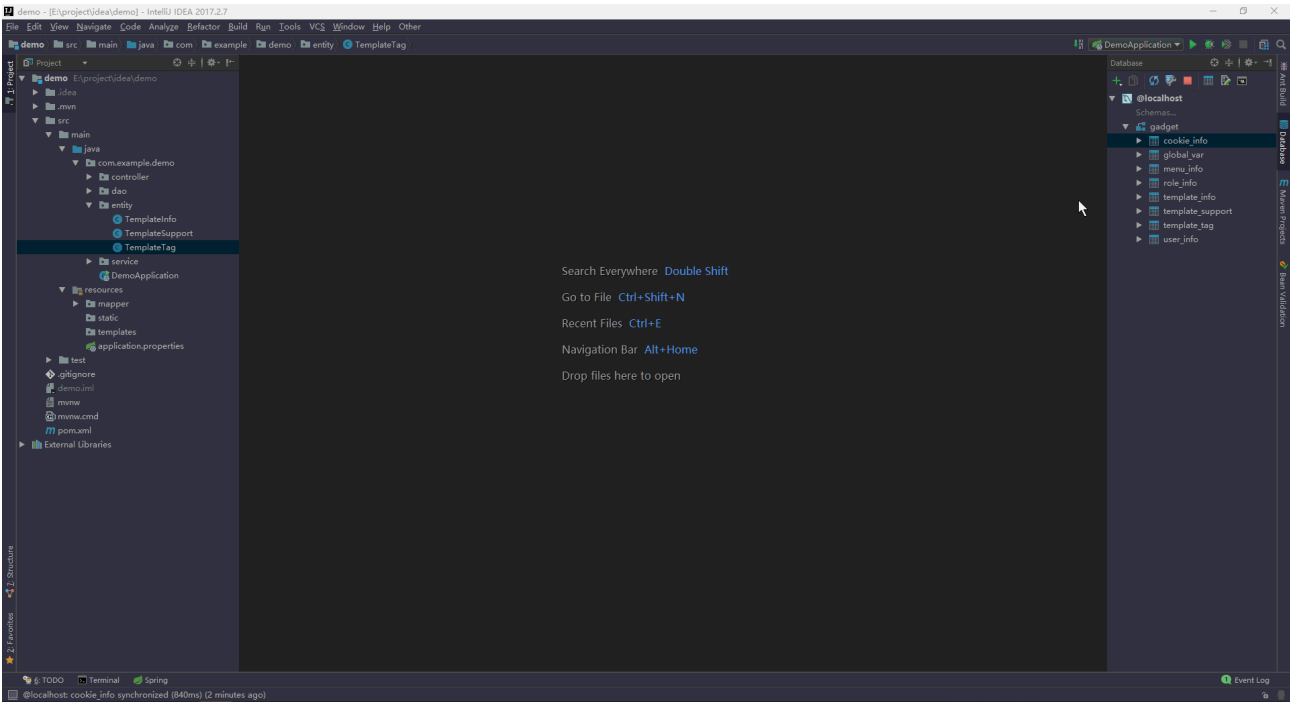 demo - [E:\project\idea\demo] - IntelliJ IDEA 2017.2.7
File Edit View Navigate Code Analyze Refactor Build Run Tools VCS Window Help Other
demo src main java com example demo entity TemplateTag
DemoApplication
1: Project
Project
demo E:\project\idea\demo
.idea
.mvn
src
main
java
com.example.demo
controller
dao
entity
TemplateInfo
TemplateSupport
TemplateTag
service
DemoApplication
resources
mapper
static
templates
application.properties
test
.gitignore
demo.iml
mvnw
mvnw.cmd
pom.xml
External Libraries
Search Everywhere Double Shift
Go to File Ctrl+Shift+N
Recent Files Ctrl+E
Navigation Bar Alt+Home
Drop files here to open
Database
@localhost
Schemas...
gadget
cookie_info
global_var
menu_info
role_info
template_info
template_support
template_tag
user_info
Ant Build
Database
Maven Projects
Bean Validation
7: Structure
2: Favorites
6: TODO Terminal Spring
1 Event Log
@localhost: cookie_info synchronized (840ms) (2 minutes ago)